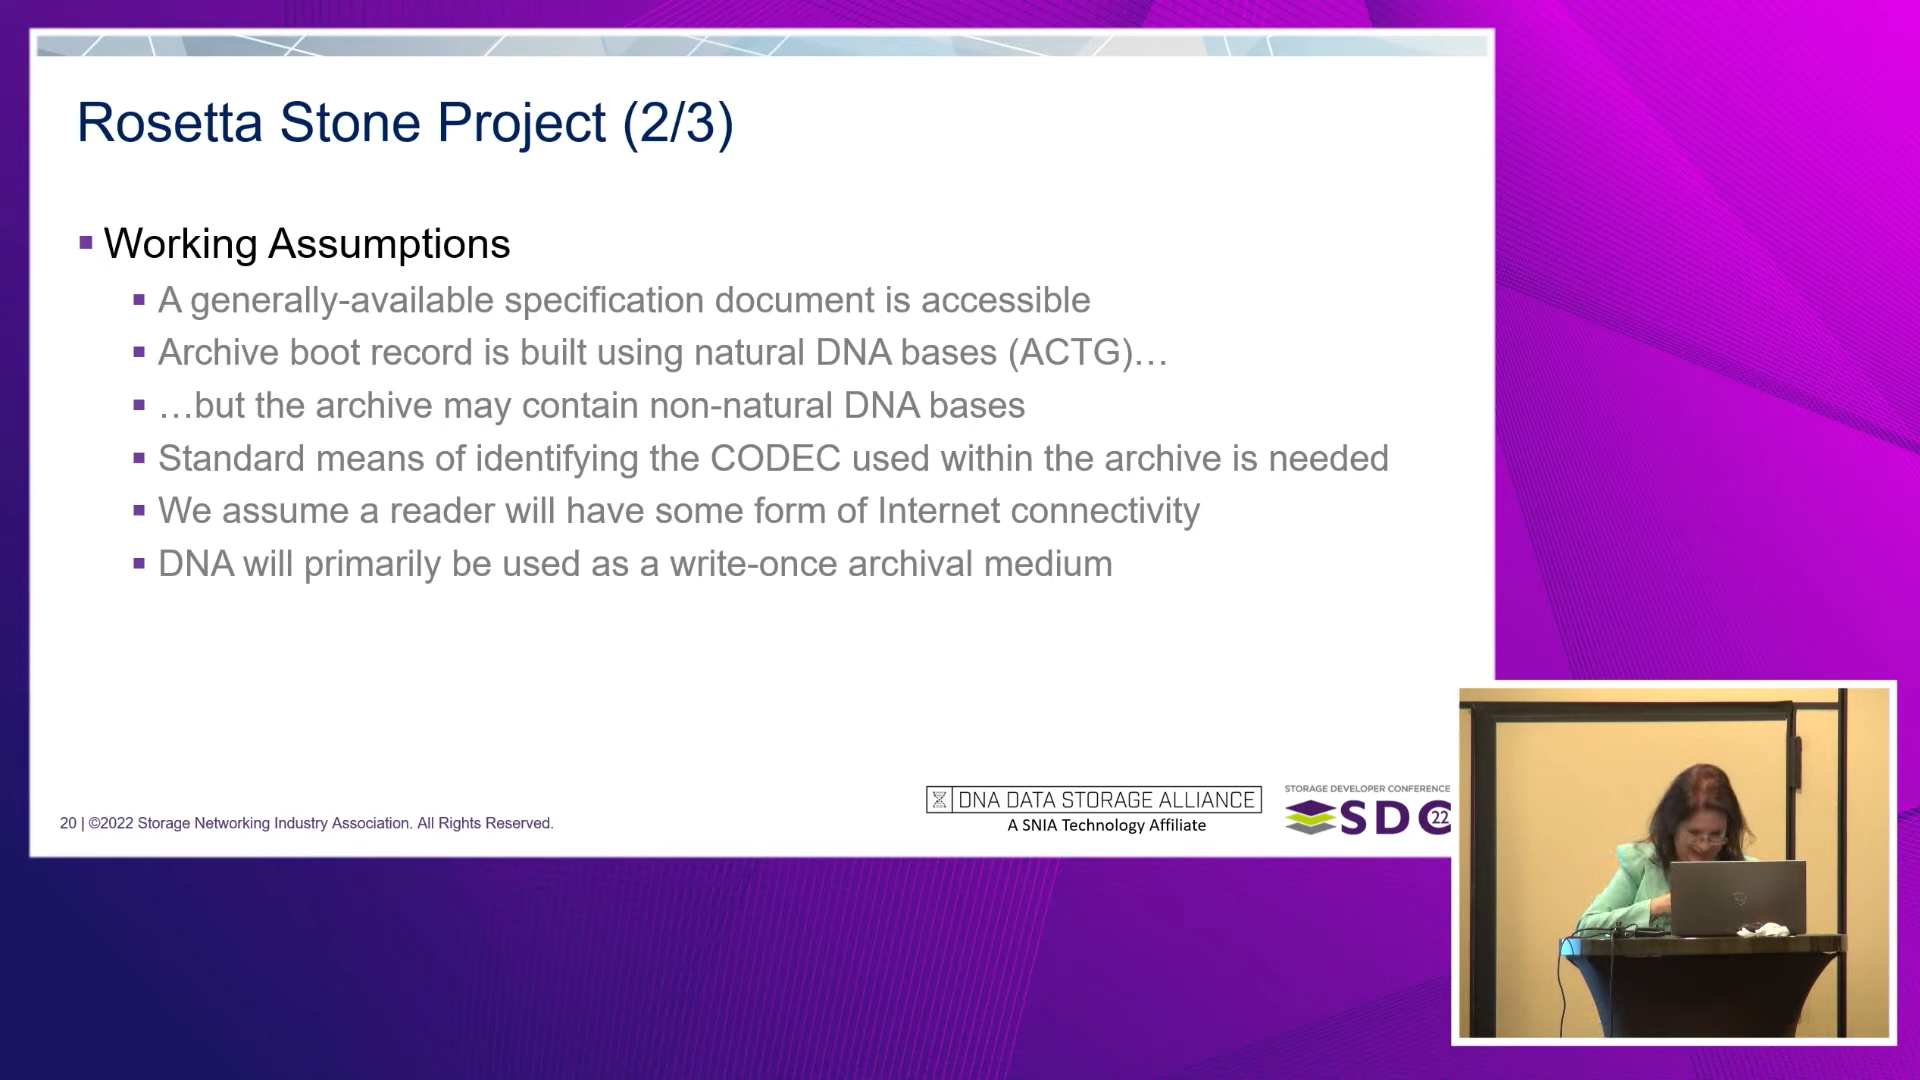 Rosetta Stone Project (2/3)
Working Assumptions
A generally-available specification document is accessible
Archive boot record is built using natural DNA bases (ACTG)…
…but the archive may contain non-natural DNA bases
Standard means of identifying the CODEC used within the archive is needed
We assume a reader will have some form of Internet connectivity
DNA will primarily be used as a write-once archival medium
20 | ©2022 Storage Networking Industry Association. All Rights Reserved.
DNA DATA STORAGE ALLIANCE
A SNIA Technology Affiliate
STORAGE DEVELOPER CONFERENCE
SDC 22